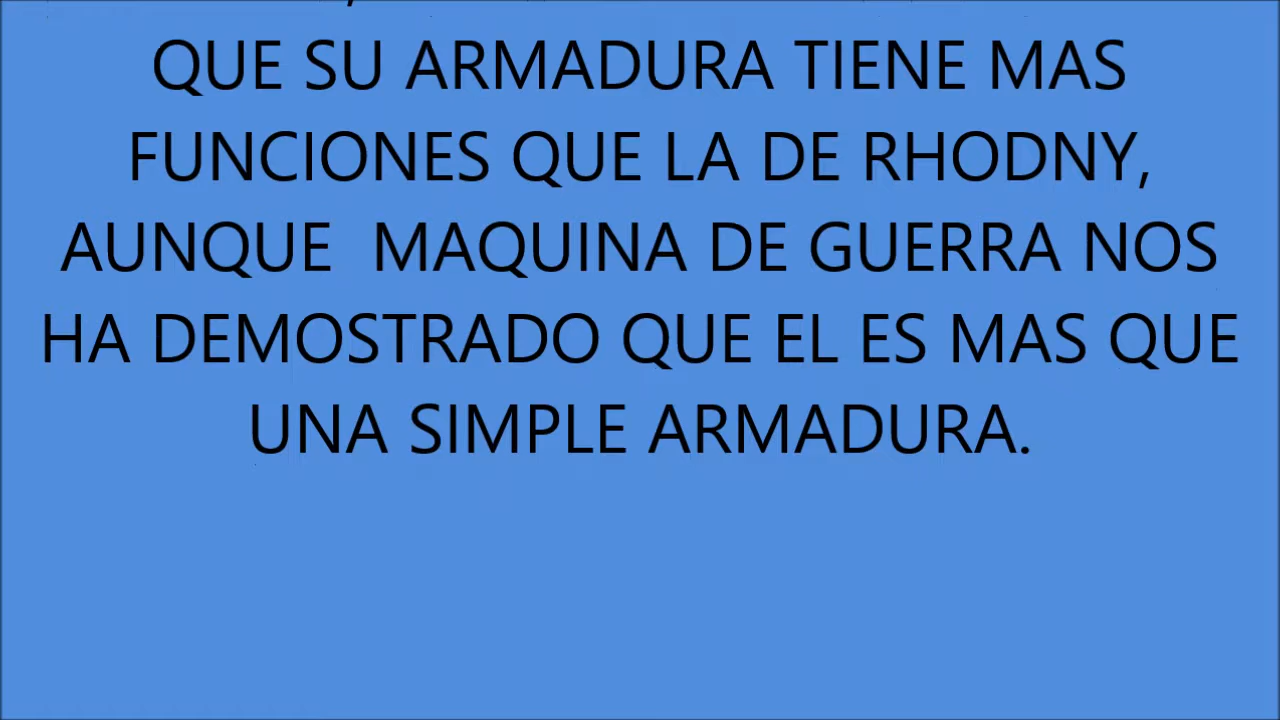 QUE SU ARMADURA TIENE MAS
FUNCIONES QUE LA DE RHODNY,
AUNQUE  MAQUINA DE GUERRA NOS
HA DEMOSTRADO QUE EL ES MAS QUE
UNA SIMPLE ARMADURA.